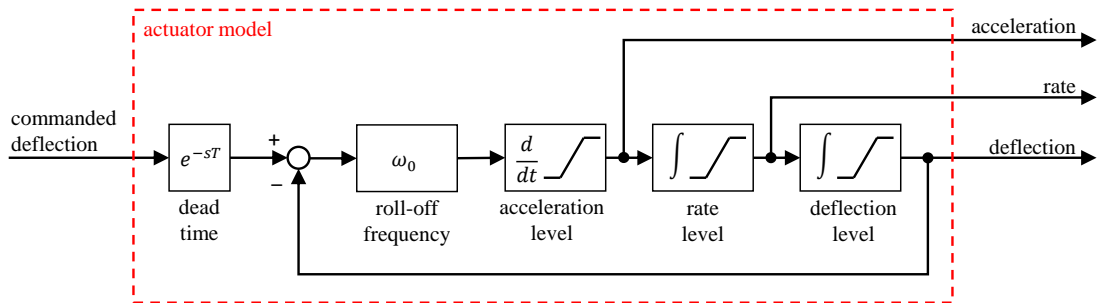 actuator model
acceleration
rate
commanded
deflection
deflection
+
−
e^{-sT}
ω₀
d
dt
∫
∫
dead
time
roll-off
frequency
acceleration
level
rate
level
deflection
level